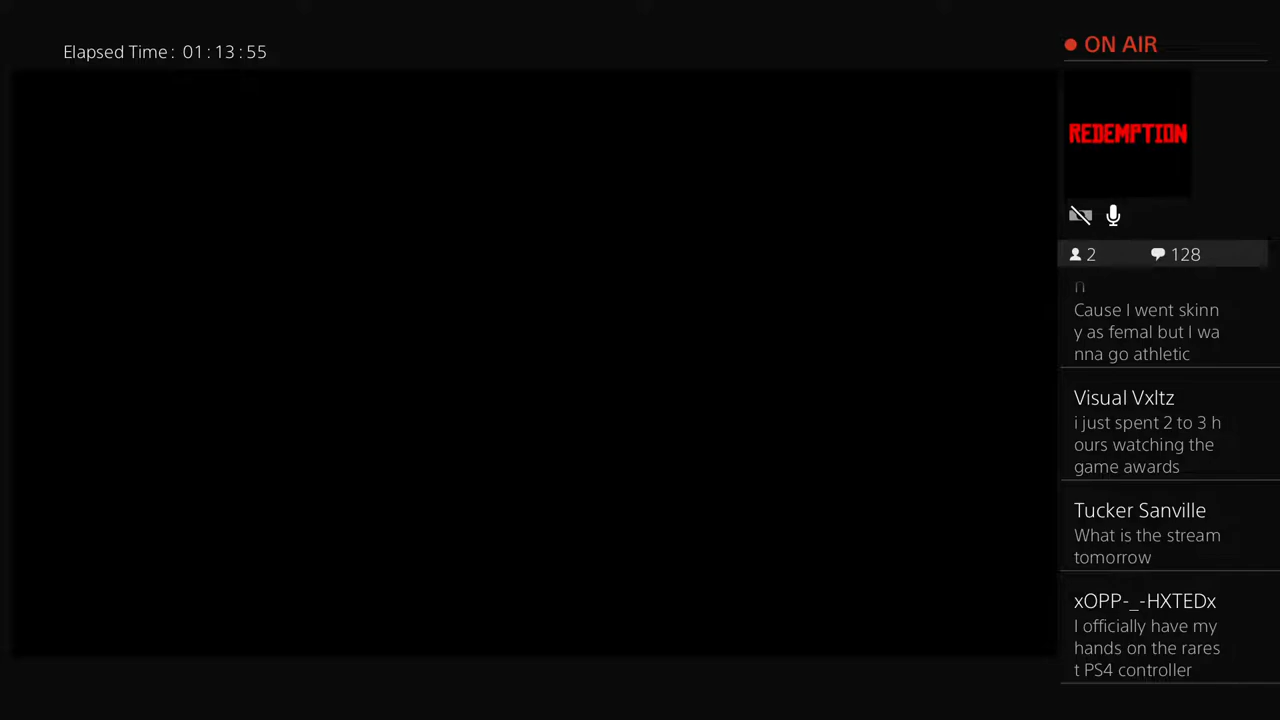 Elapsed Time: 01:13:55
ON AIR
REDEMPTION
2 128
n
Cause I went skinn
y as femal but I wa
nna go athletic
Visual Vxltz
i just spent 2 to 3 h
ours watching the
game awards
Tucker Sanville
What is the stream
tomorrow
xOPP-_-HXTEDx
I officially have my
hands on the rares
t PS4 controller